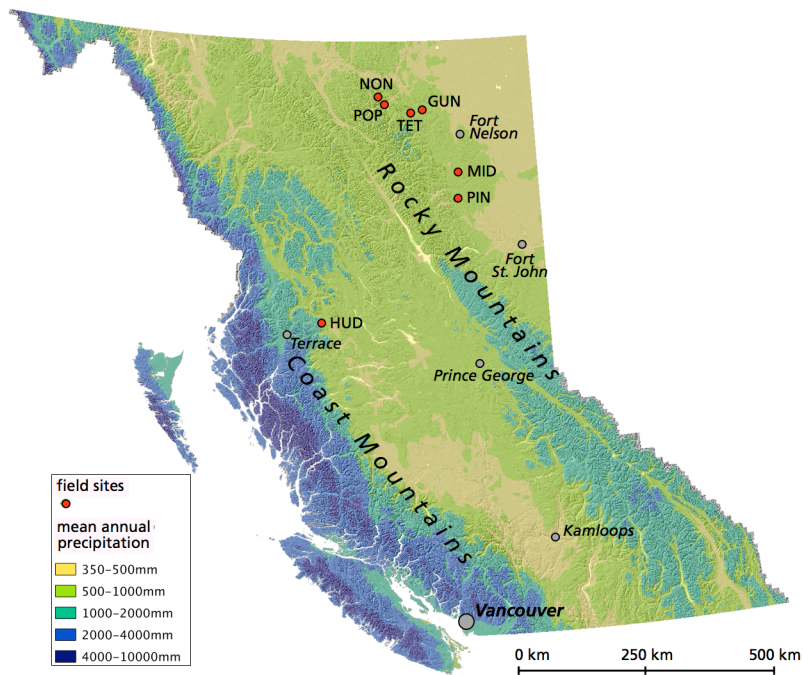 NON
GUN
POP
TET
Fort
Nelson
MID
PIN
Rocky Mountains
Fort
St. John
HUD
Terrace
Prince George
Coast Mountains
field sites
mean annual
precipitation
350-500mm
500-1000mm
1000-2000mm
2000-4000mm
4000-10000mm
Kamloops
Vancouver
0 km 250 km 500 km